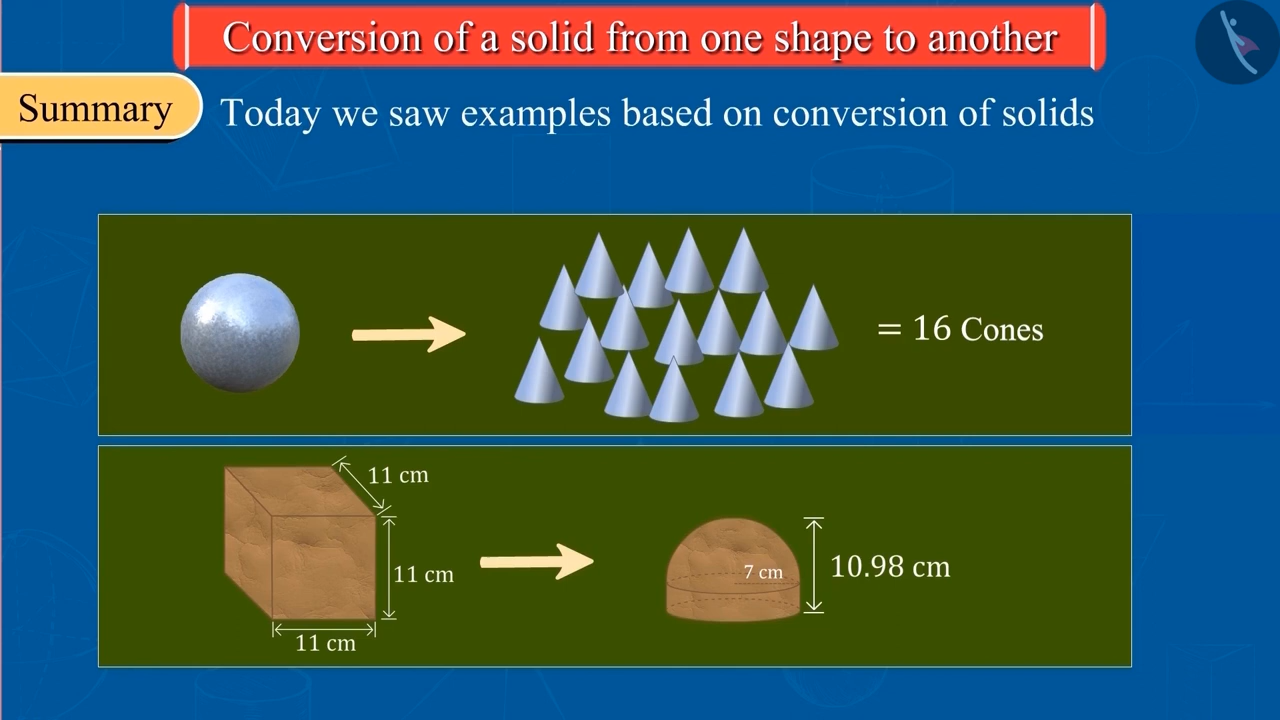 Conversion of a solid from one shape to another
Summary
Today we saw examples based on conversion of solids
= 16 Cones
11 cm
11 cm
11 cm
7 cm
10.98 cm